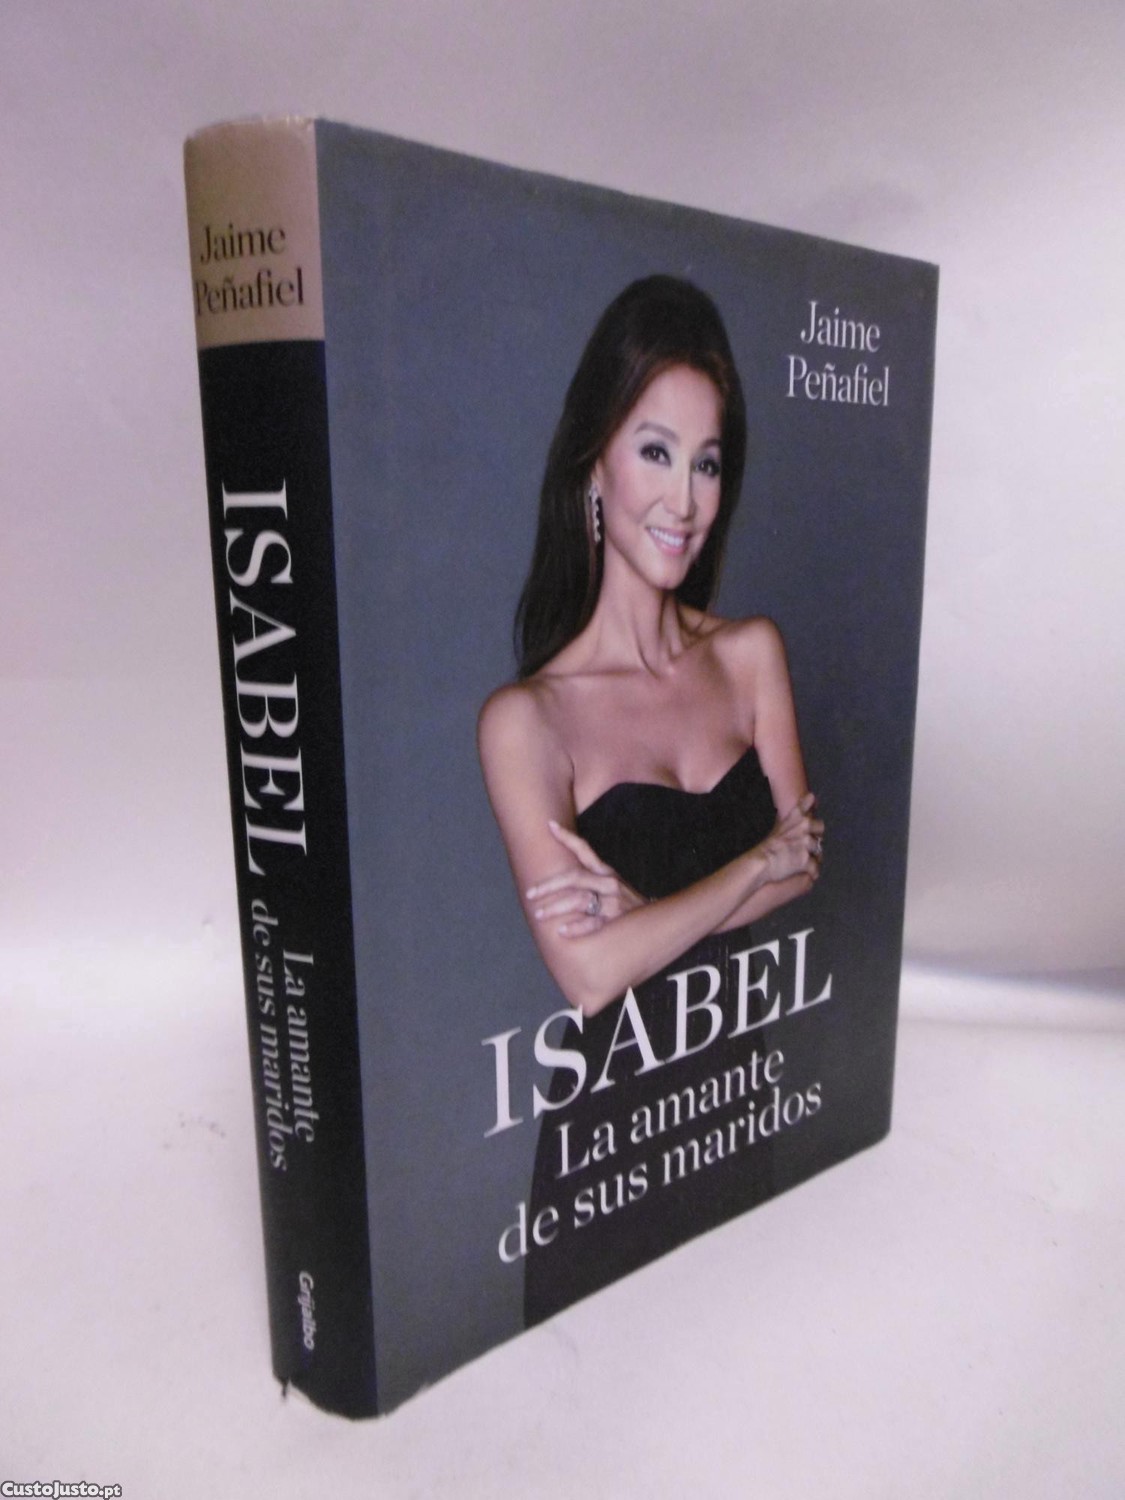 Jaime
Peñafiel
ISABEL
La amante
de sus maridos
Grijalbo
Jaime
Peñafiel
ISABEL
La amante
de sus maridos
CustoJusto.pt